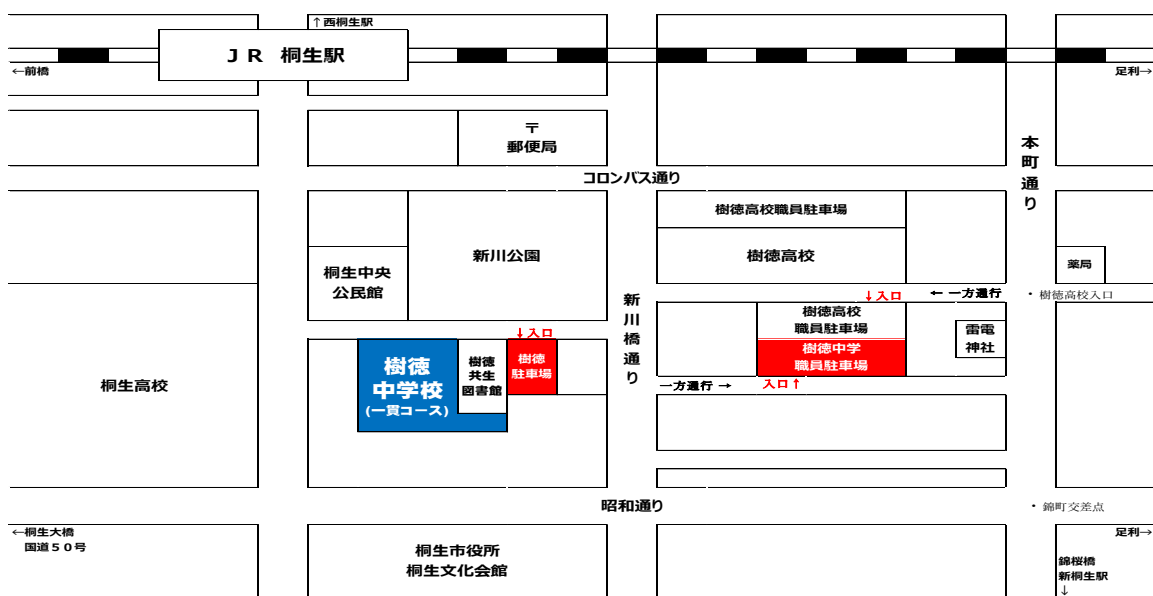 ↑西桐生駅
ＪＲ 桐生駅
←前橋
足利→
〒
郵便局
本町通り
コロンバス通り
樹徳高校職員駐車場
新川公園
樹徳高校
桐生中央
公民館
薬局
新川橋通り
↓入口
← 一方通行
・樹徳高校入口
樹徳高校
職員駐車場
雷電
神社
↓入口
樹徳中学
職員駐車場
樹徳
中学校
(一貫コース)
樹徳
共生
図書館
樹徳
駐車場
桐生高校
一方通行 →
入口↑
昭和通り
・錦町交差点
←桐生大橋
国道５０号
足利→
桐生市役所
桐生文化会館
錦桜橋
新桐生駅
↓